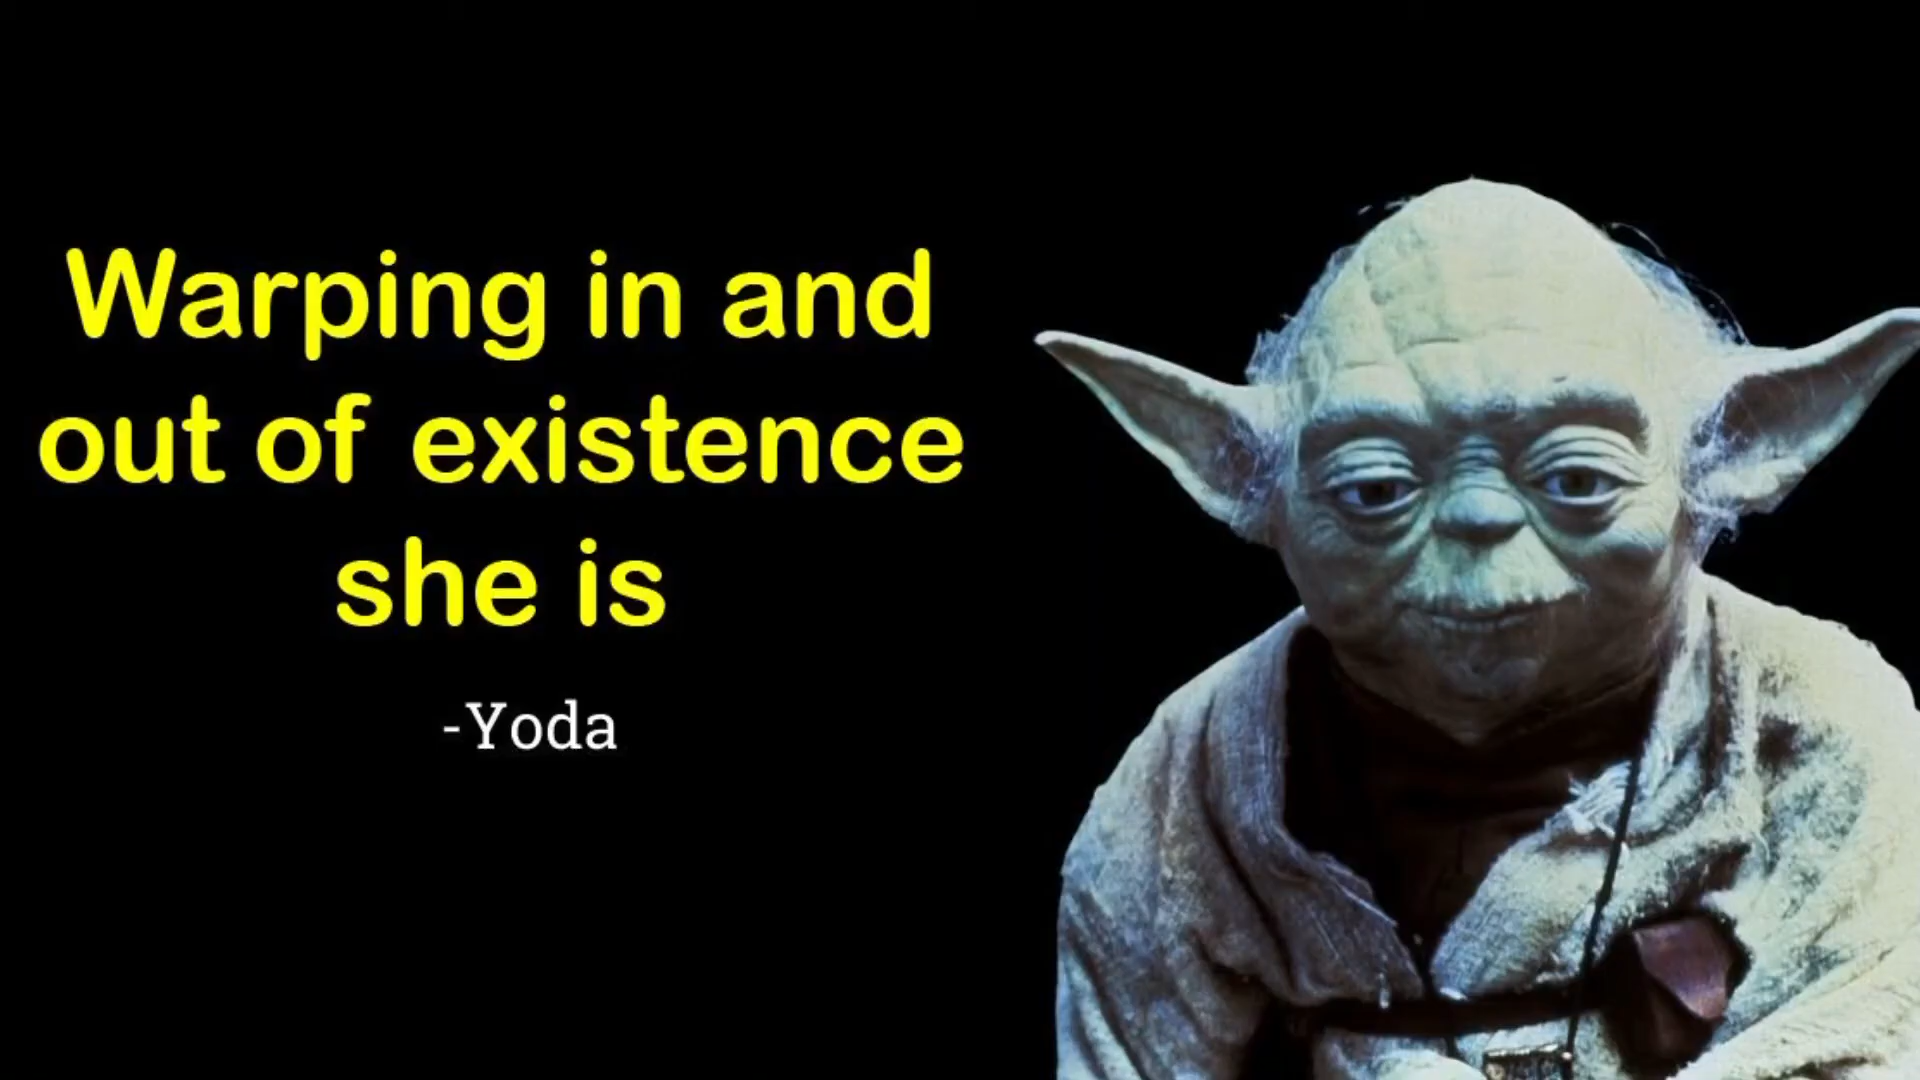 Warping in and
out of existence
she is
-Yoda